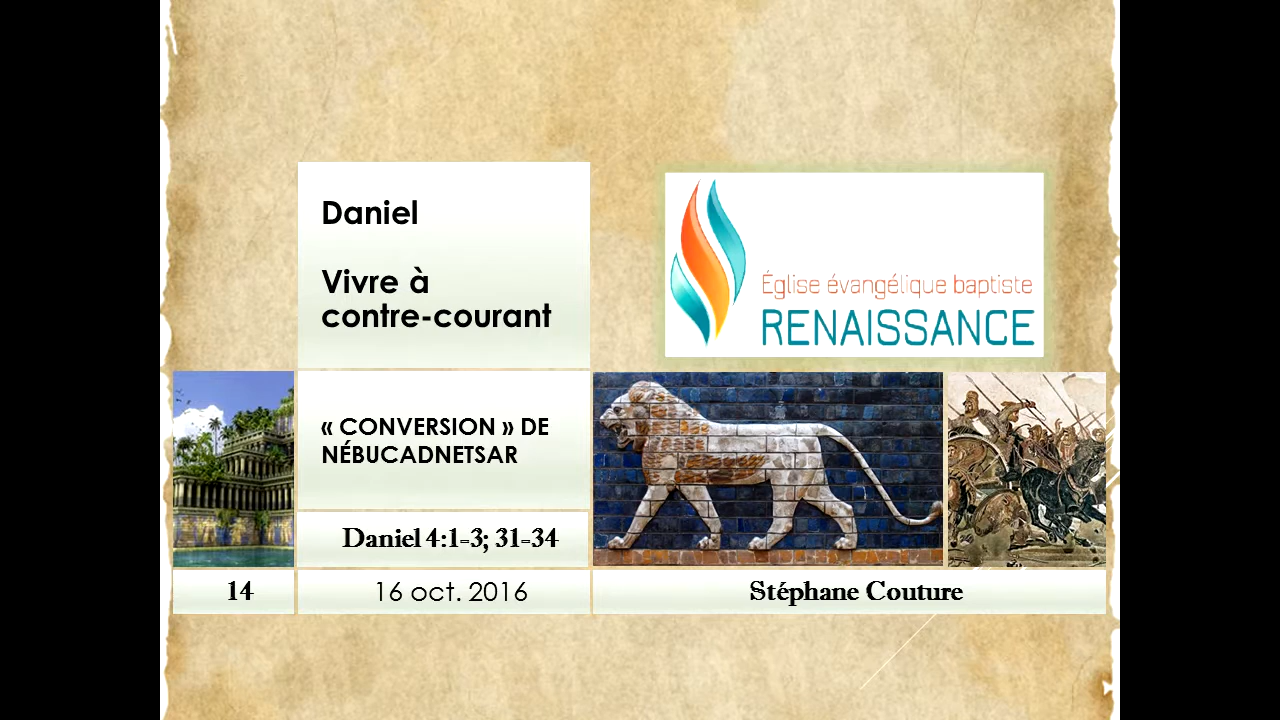 Daniel
Vivre à
contre-courant
Église évangélique baptiste
RENAISSANCE
« CONVERSION » DE
NÉBUCADNETSAR
Daniel 4:1-3; 31-34
14
16 oct. 2016
Stéphane Couture